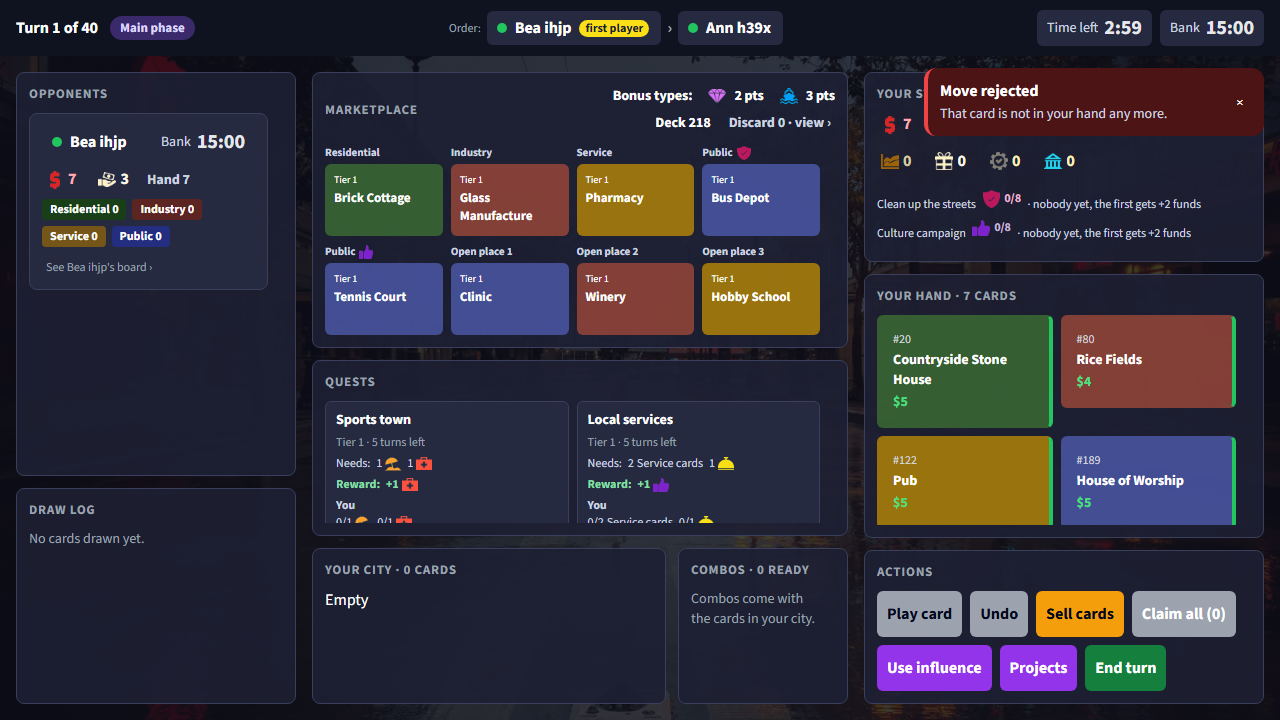 Turn 1 of 40 Main phase
Order: Bea ihjp first player › Ann h39x
Time left 2:59 Bank 15:00
OPPONENTS
Bea ihjp Bank 15:00
7 3 Hand 7
Residential 0 Industry 0
Service 0 Public 0
See Bea ihjp's board ›
DRAW LOG
No cards drawn yet.
MARKETPLACE
Bonus types: 2 pts 3 pts
Deck 218 Discard 0 · view ›
Residential Industry Service Public
Tier 1 Tier 1 Tier 1 Tier 1
Brick Cottage Glass Pharmacy Bus Depot
Manufacture
Public Open place 1 Open place 2 Open place 3
Tier 1 Tier 1 Tier 1 Tier 1
Tennis Court Clinic Winery Hobby School
QUESTS
Sports town Local services
Tier 1 · 5 turns left Tier 1 · 5 turns left
Needs: 1 1 Needs: 2 Service cards 1
Reward: +1 Reward: +1
You You
0/1 0/1 0/2 Service cards 0/1
YOUR CITY · 0 CARDS
Empty
COMBOS · 0 READY
Combos come with
the cards in your city.
YOUR S
Move rejected
That card is not in your hand any more.
×
7
0 0 0 0
Clean up the streets 0/8 · nobody yet, the first gets +2 funds
Culture campaign 0/8 · nobody yet, the first gets +2 funds
YOUR HAND · 7 CARDS
#20 #80
Countryside Stone Rice Fields
House $4
$5
#122 #189
Pub House of Worship
$5 $5
ACTIONS
Play card Undo Sell cards Claim all (0)
Use influence Projects End turn